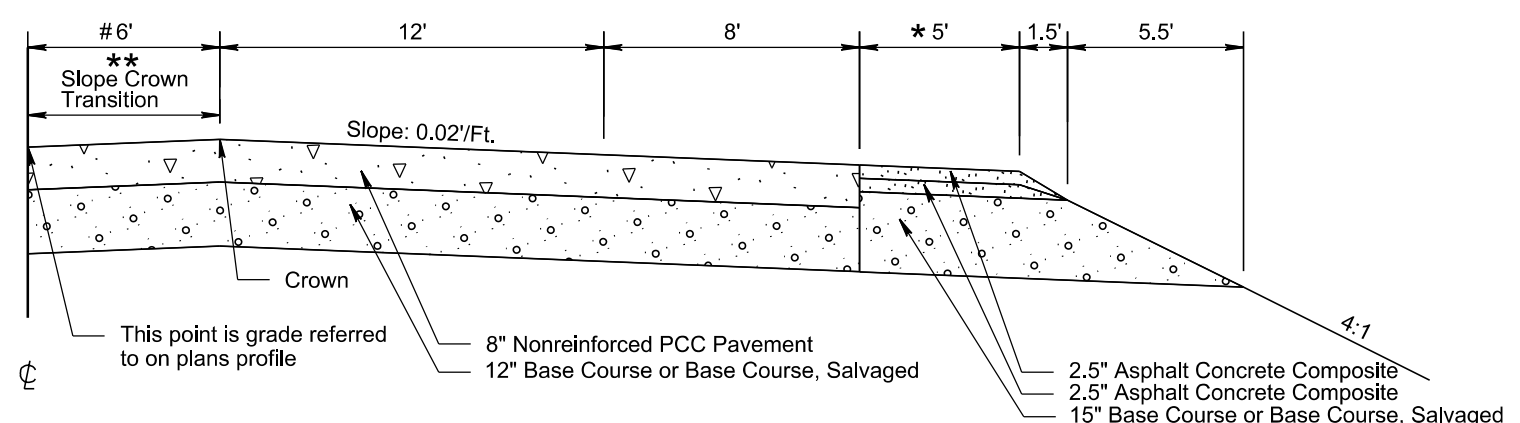 #6'
12'
8'
* 5'
1.5'
5.5'
**
Slope Crown
Transition
Slope: 0.02'/Ft.
Crown
This point is grade referred
to on plans profile
8" Nonreinforced PCC Pavement
12" Base Course or Base Course, Salvaged
4:1
2.5" Asphalt Concrete Composite
2.5" Asphalt Concrete Composite
15" Base Course or Base Course, Salvaged
℄